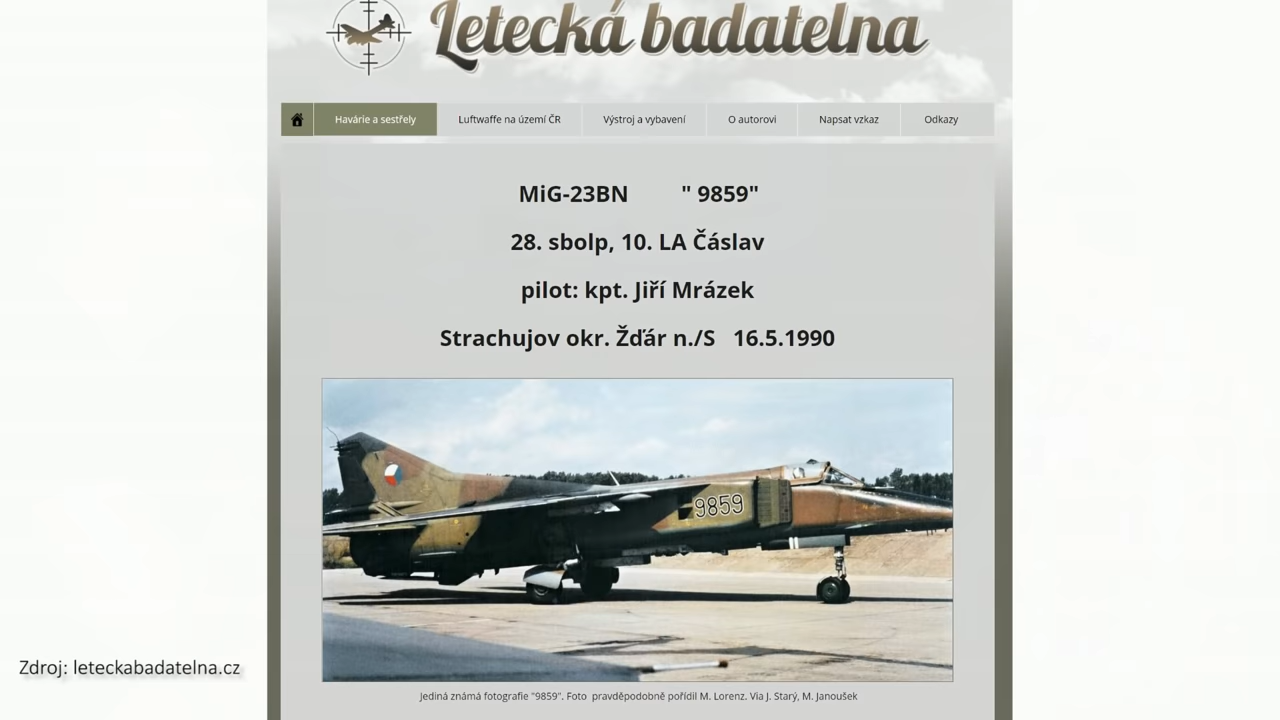 Letecká badatelna
Havárie a sestřely Luftwaffe na území ČR Výstroj a vybavení O autorovi Napsat vzkaz Odkazy
MiG-23BN " 9859"
28. sbolp, 10. LA Čáslav
pilot: kpt. Jiří Mrázek
Strachujov okr. Žďár n./S 16.5.1990
9859
Zdroj: leteckabadatelna.cz
Jediná známá fotografie "9859". Foto pravděpodobně pořídil M. Lorenz. Via J. Starý, M. Janoušek